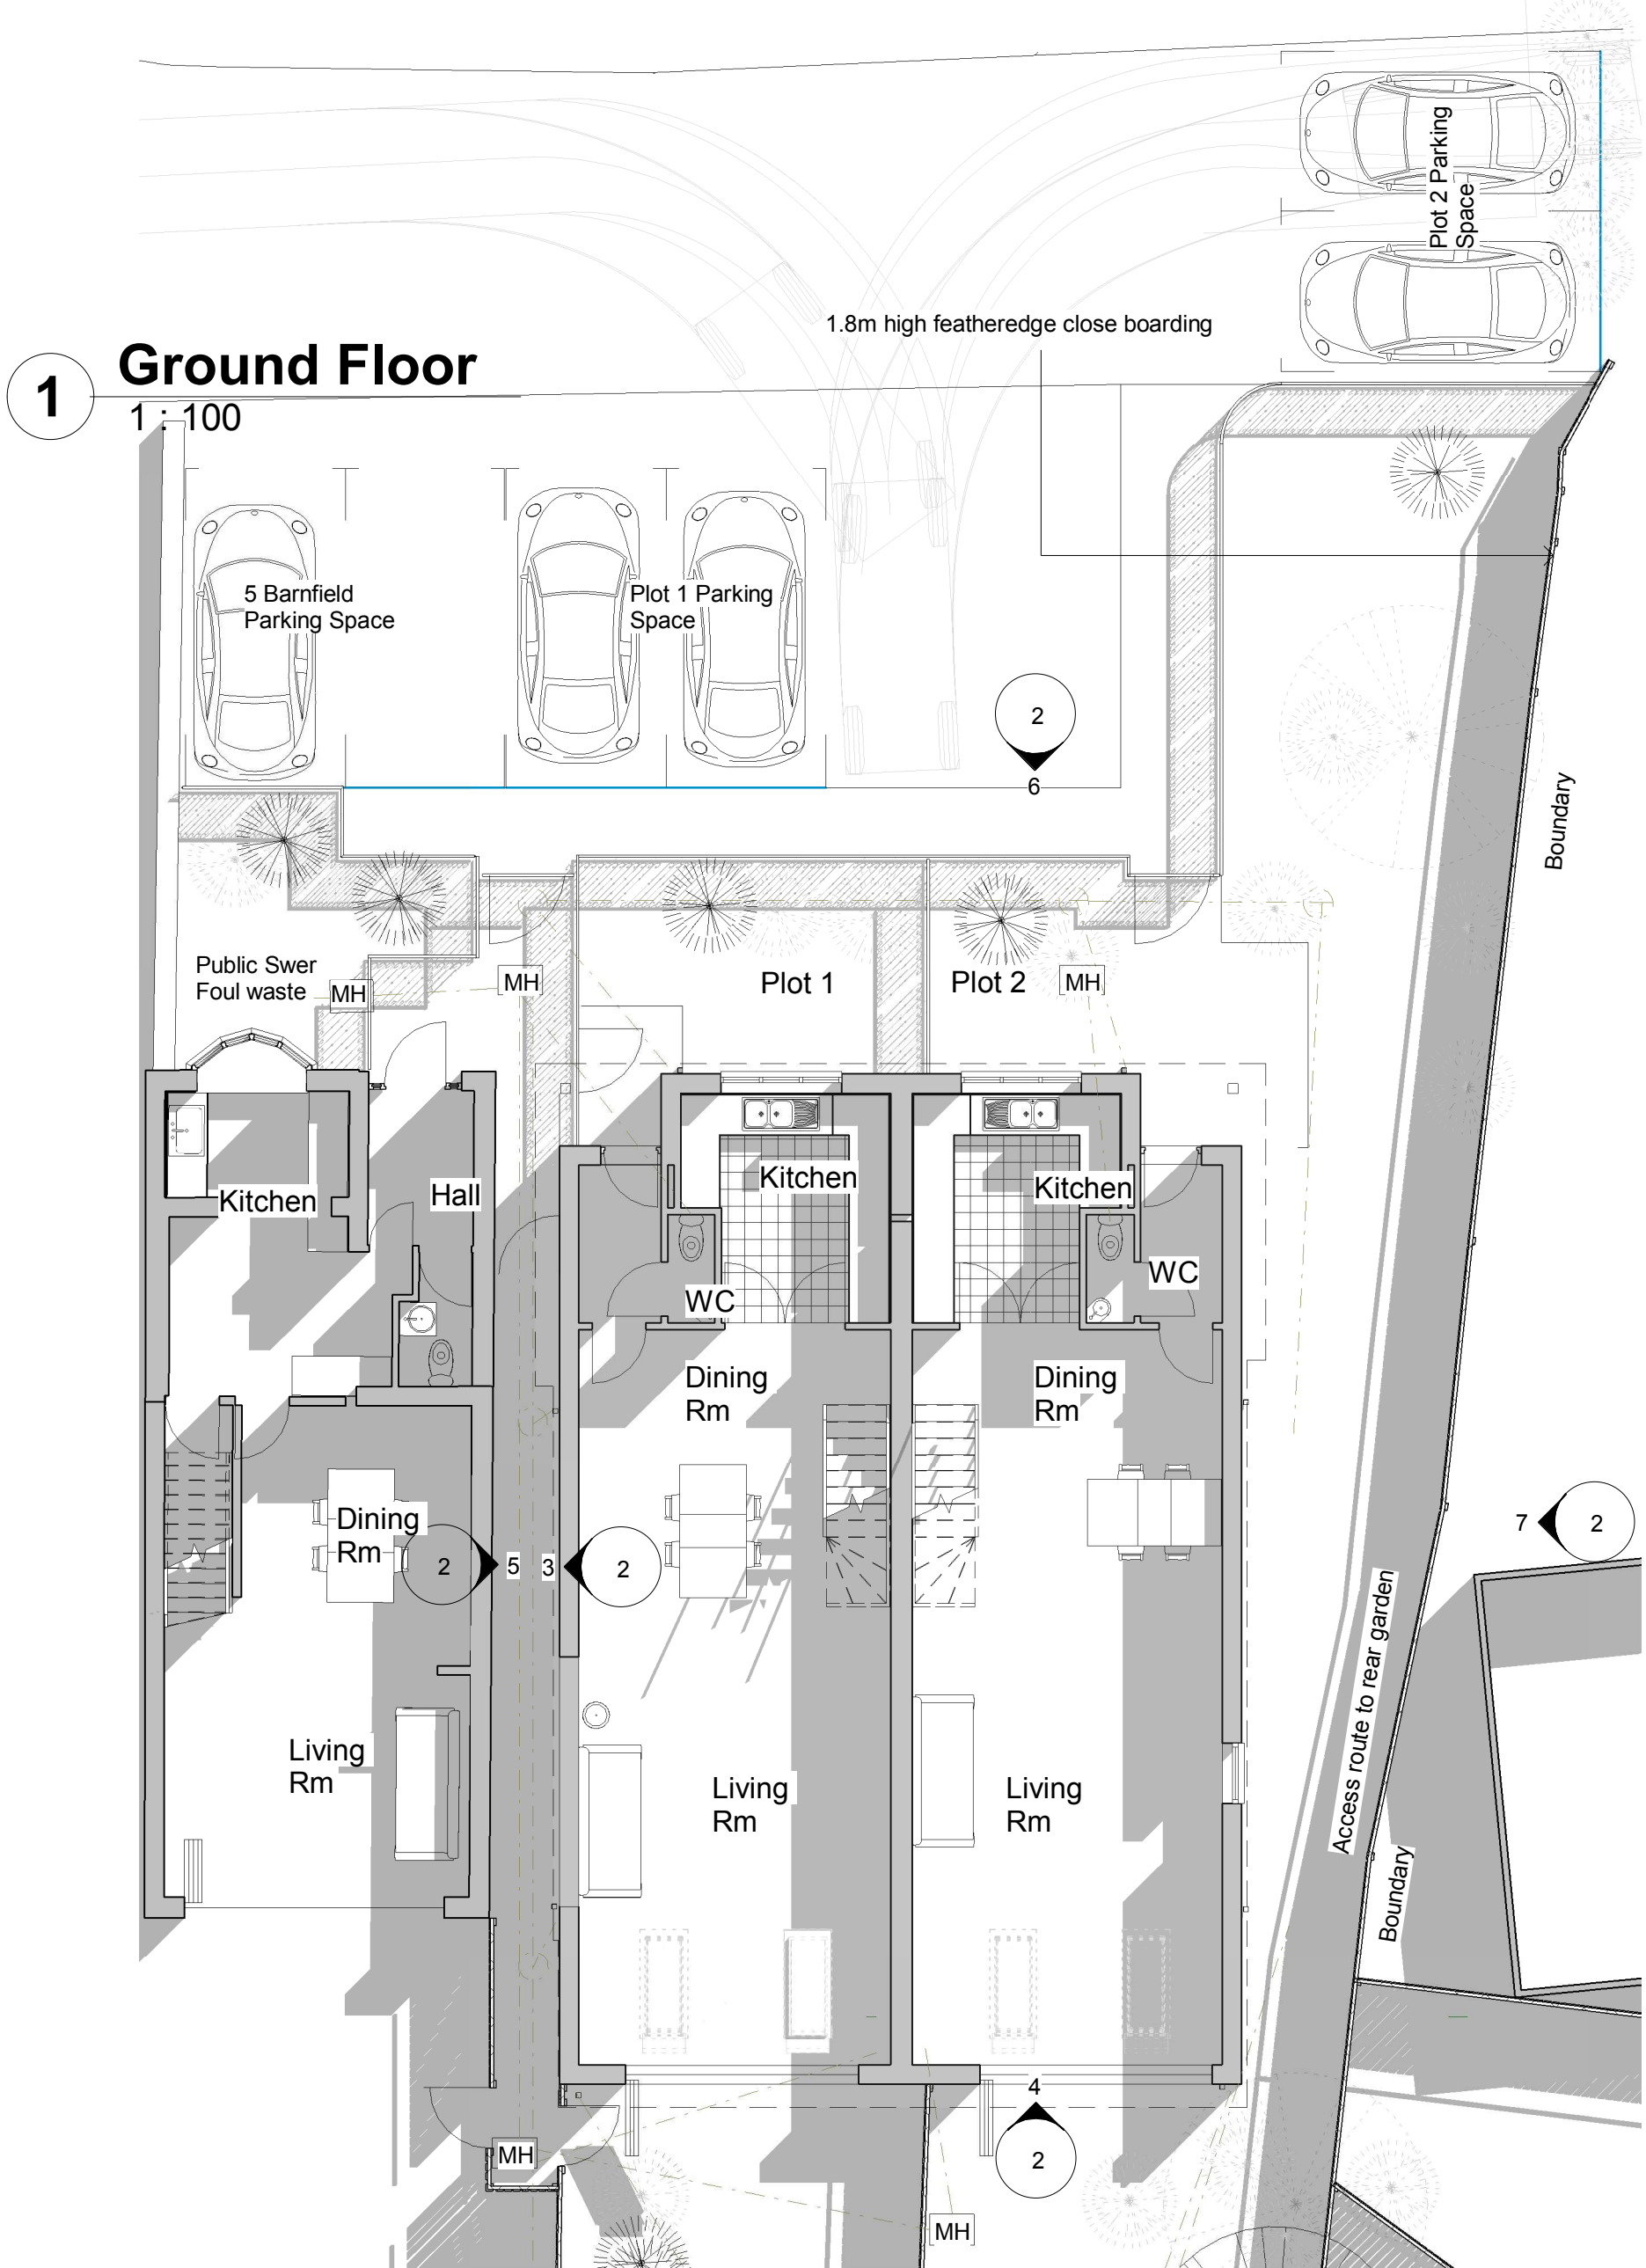 Plot 2 Parking
Space
1.8m high featheredge close boarding
1
Ground Floor
1 : 100
5 Barnfield
Parking Space
Plot 1 Parking
Space
2
6
Boundary
Public Swer
Foul waste
MH
MH
Plot 1
Plot 2
MH
Kitchen
Hall
Kitchen
Kitchen
WC
WC
Dining
Rm
Dining
Rm
Dining
Rm
2
5
3
2
7
2
Access route to rear garden
Living
Rm
Living
Rm
Living
Rm
Boundary
4
2
MH
MH